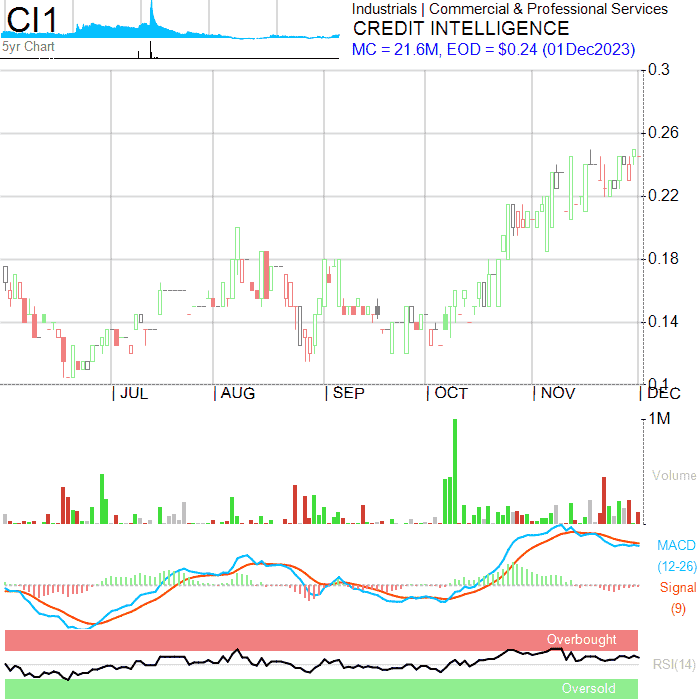 CI1
5yr Chart
Industrials | Commercial & Professional Services
CREDIT INTELLIGENCE
MC = 21.6M, EOD = $0.24 (01Dec2023)
0.3
0.26
0.22
0.18
0.14
0.1
| JUL | AUG | SEP | OCT | NOV | DEC
1M
Volume
MACD
(12-26)
Signal
(9)
Overbought
RSI(14)
Oversold